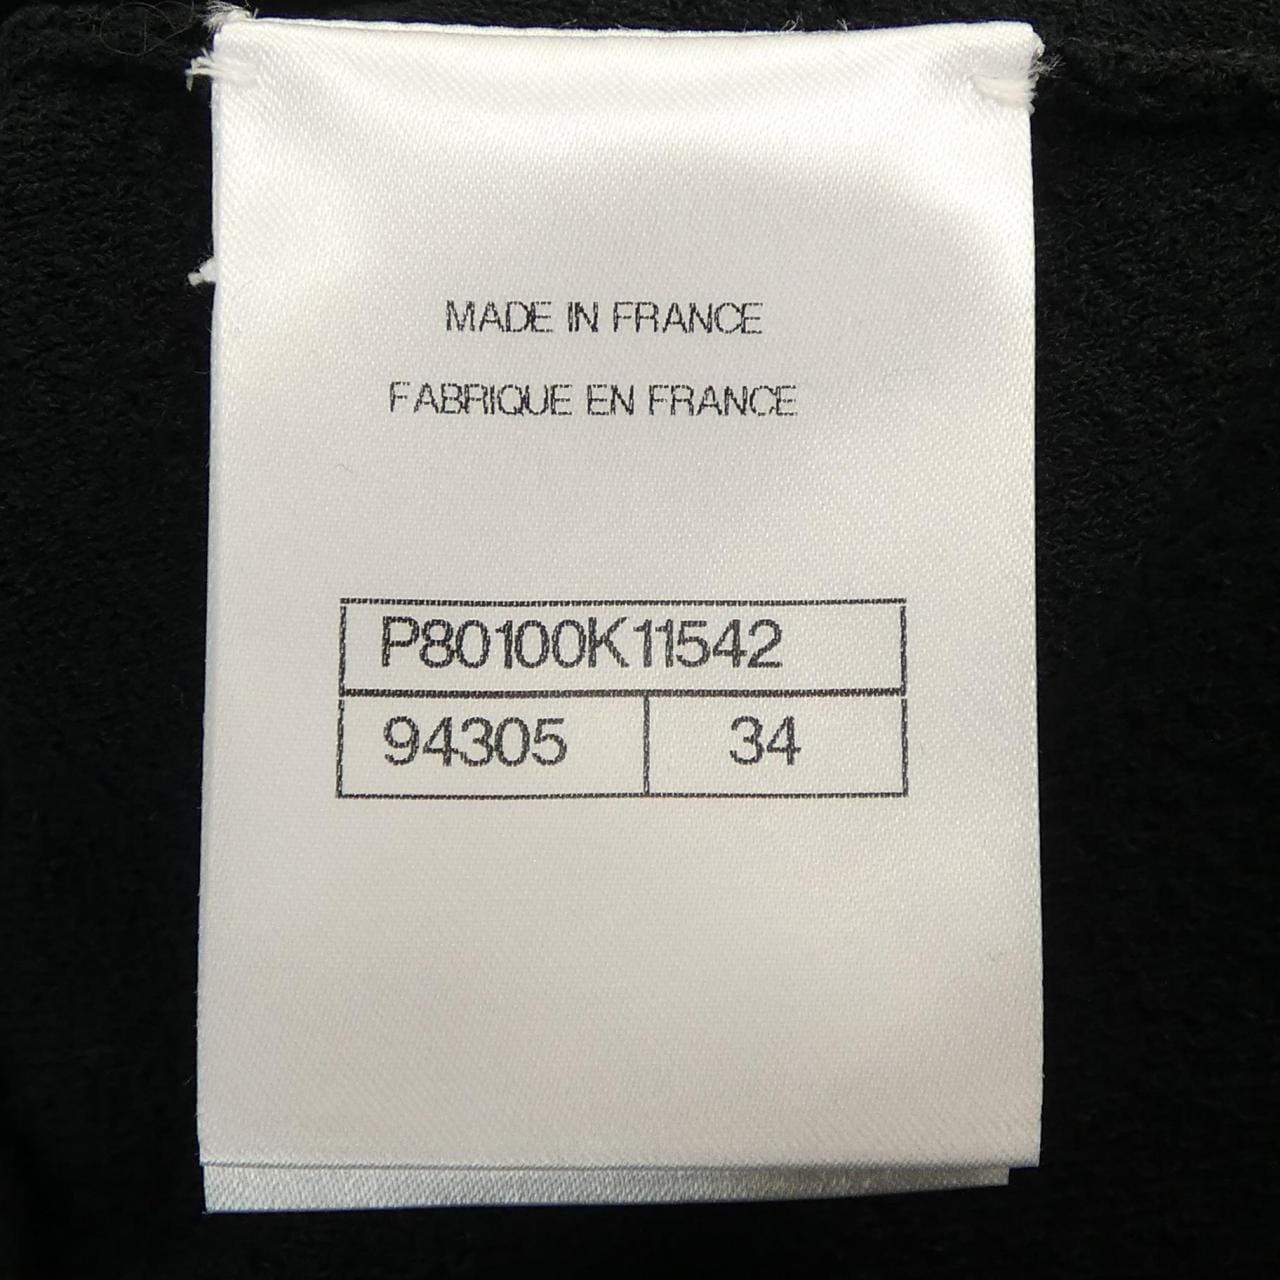 MADE IN FRANCE
FABRIQUE EN FRANCE
P80100K11542
94305 34